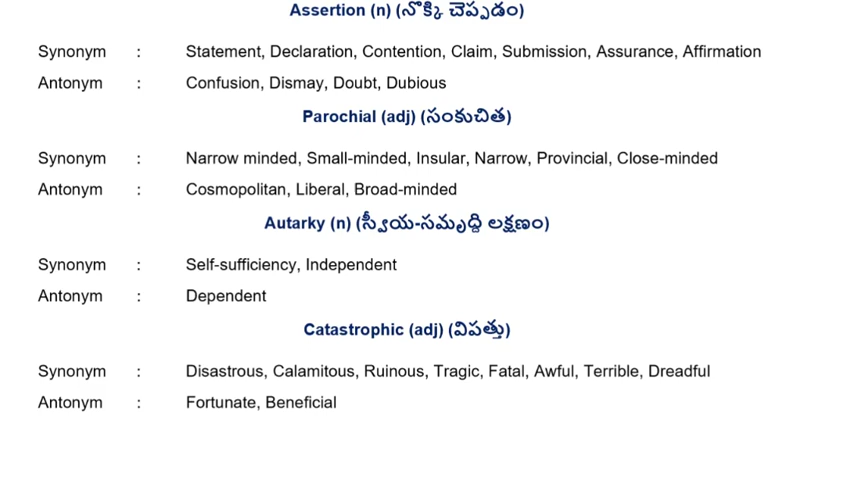 Assertion (n) (నొక్కి చెప్పడం)
Synonym : Statement, Declaration, Contention, Claim, Submission, Assurance, Affirmation
Antonym : Confusion, Dismay, Doubt, Dubious
Parochial (adj) (సంకుచిత)
Synonym : Narrow minded, Small-minded, Insular, Narrow, Provincial, Close-minded
Antonym : Cosmopolitan, Liberal, Broad-minded
Autarky (n) (స్వీయ-సమృద్ధి లక్షణం)
Synonym : Self-sufficiency, Independent
Antonym : Dependent
Catastrophic (adj) (విపత్తు)
Synonym : Disastrous, Calamitous, Ruinous, Tragic, Fatal, Awful, Terrible, Dreadful
Antonym : Fortunate, Beneficial